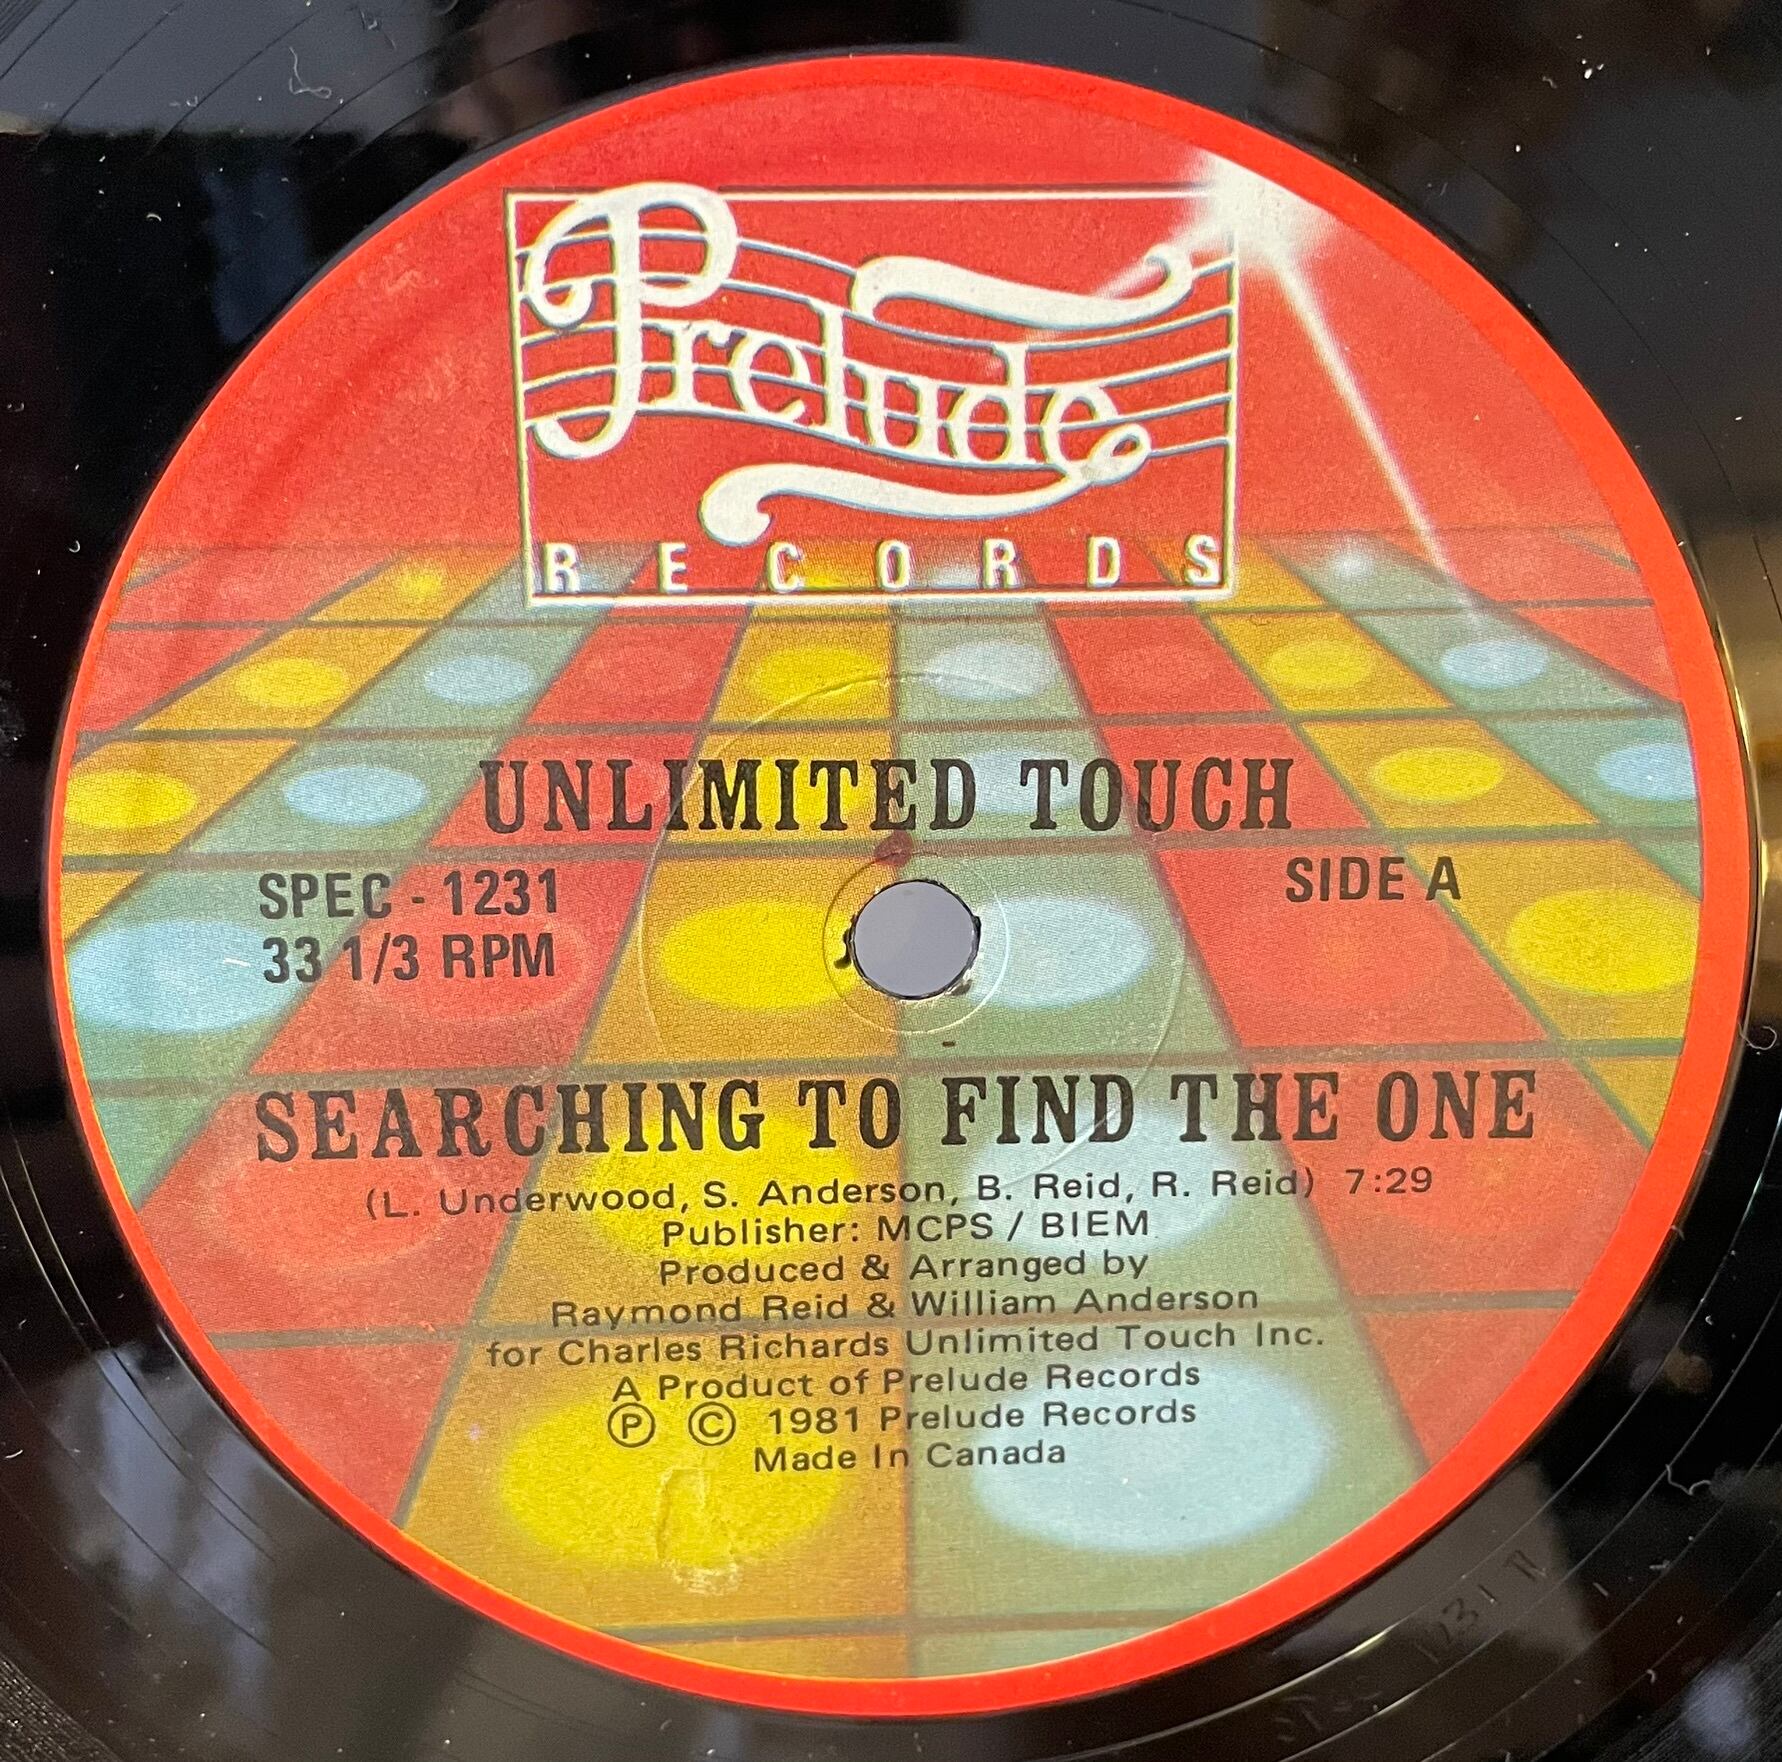 Prelude
RECORDS
UNLIMITED TOUCH
SPEC - 1231
SIDE A
33 1/3 RPM
SEARCHING TO FIND THE ONE
(L. Underwood, S. Anderson, B. Reid, R. Reid) 7:29
Publisher: MCPS / BIEM
Produced & Arranged by
Raymond Reid & William Anderson
for Charles Richards Unlimited Touch Inc.
A Product of Prelude Records
Ⓟ © 1981 Prelude Records
Made In Canada